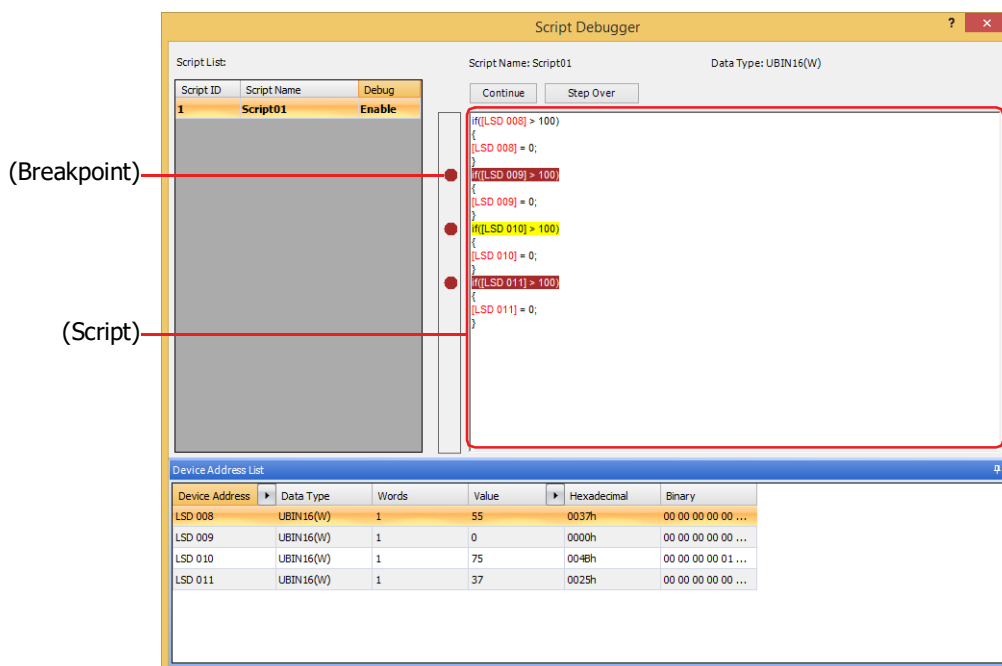 Script Debugger
?
×
Script List:
Script Name: Script01
Data Type: UBIN16(W)
Script ID Script Name Debug
1 Script01 Enable
Continue Step Over
if([LSD 008] > 100)
{
[LSD 008] = 0;
}
if([LSD 009] > 100)
{
[LSD 009] = 0;
}
if([LSD 010] > 100)
{
[LSD 010] = 0;
}
if([LSD 011] > 100)
{
[LSD 011] = 0;
}
(Breakpoint)
(Script)
Device Address List
Device Address Data Type Words Value Hexadecimal Binary
LSD 008 UBIN16(W) 1 55 0037h 00 00 00 00 00 ...
LSD 009 UBIN16(W) 1 0 0000h 00 00 00 00 00 ...
LSD 010 UBIN16(W) 1 75 004Bh 00 00 00 00 01 ...
LSD 011 UBIN16(W) 1 37 0025h 00 00 00 00 00 ...